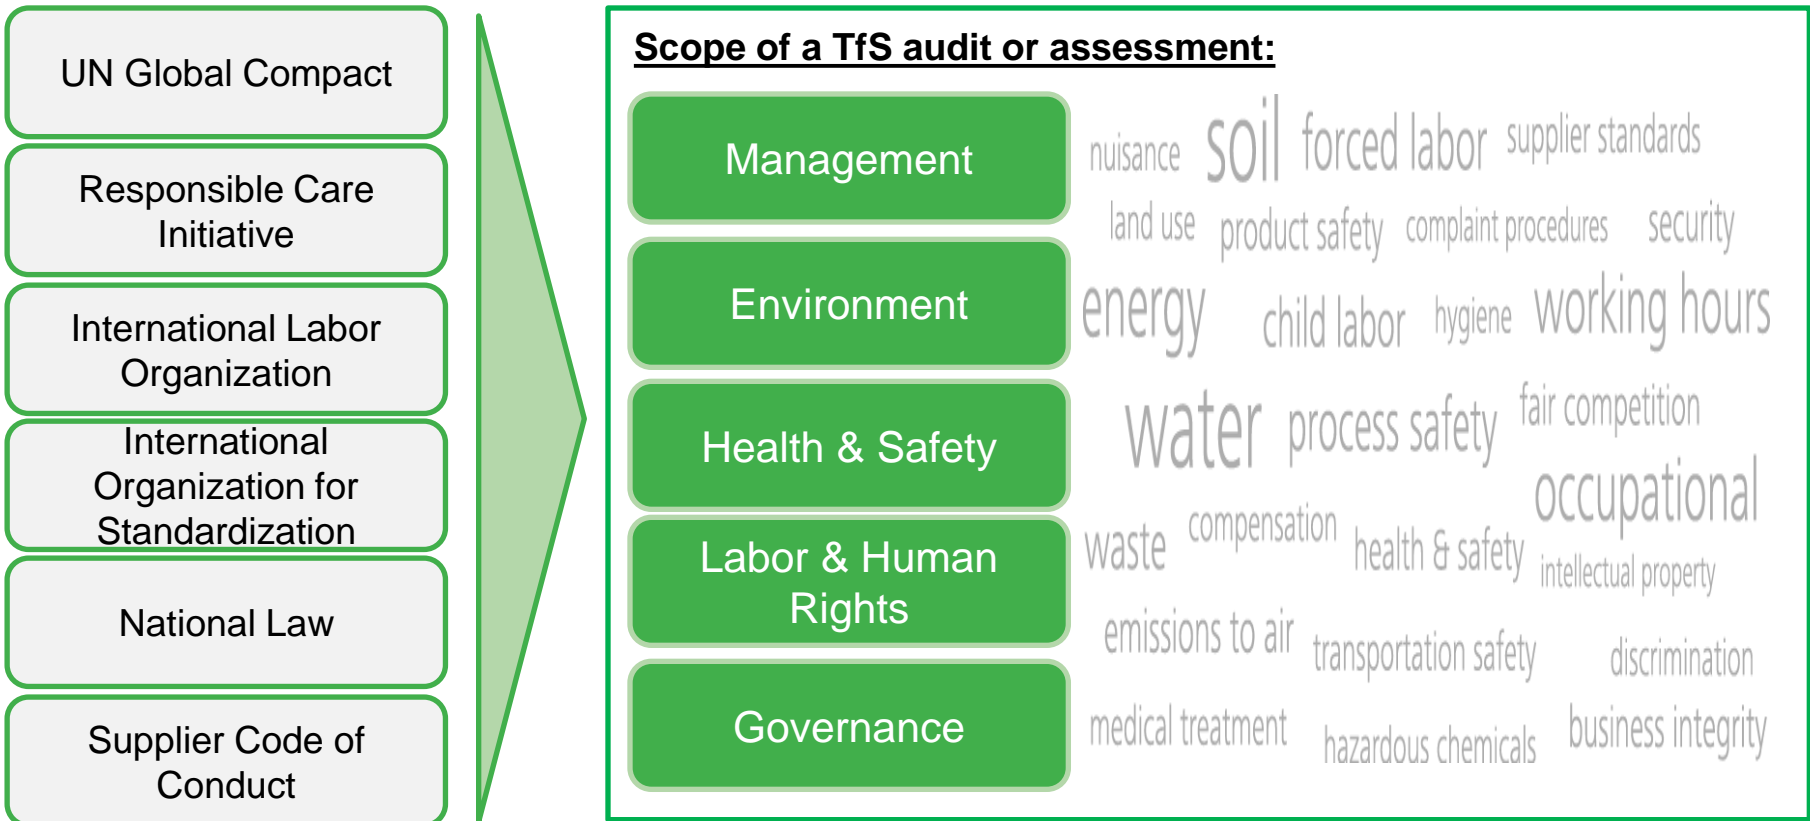 UN Global Compact
Responsible Care
Initiative
International Labor
Organization
International
Organization for
Standardization
National Law
Supplier Code of
Conduct
Scope of a TfS audit or assessment:
Management
Environment
Health & Safety
Labor & Human
Rights
Governance
nuisance soil forced labor supplier standards
land use product safety complaint procedures security
energy child labor hygiene working hours
water process safety fair competition
occupational
waste compensation health & safety intellectual property
emissions to air transportation safety discrimination
medical treatment hazardous chemicals business integrity